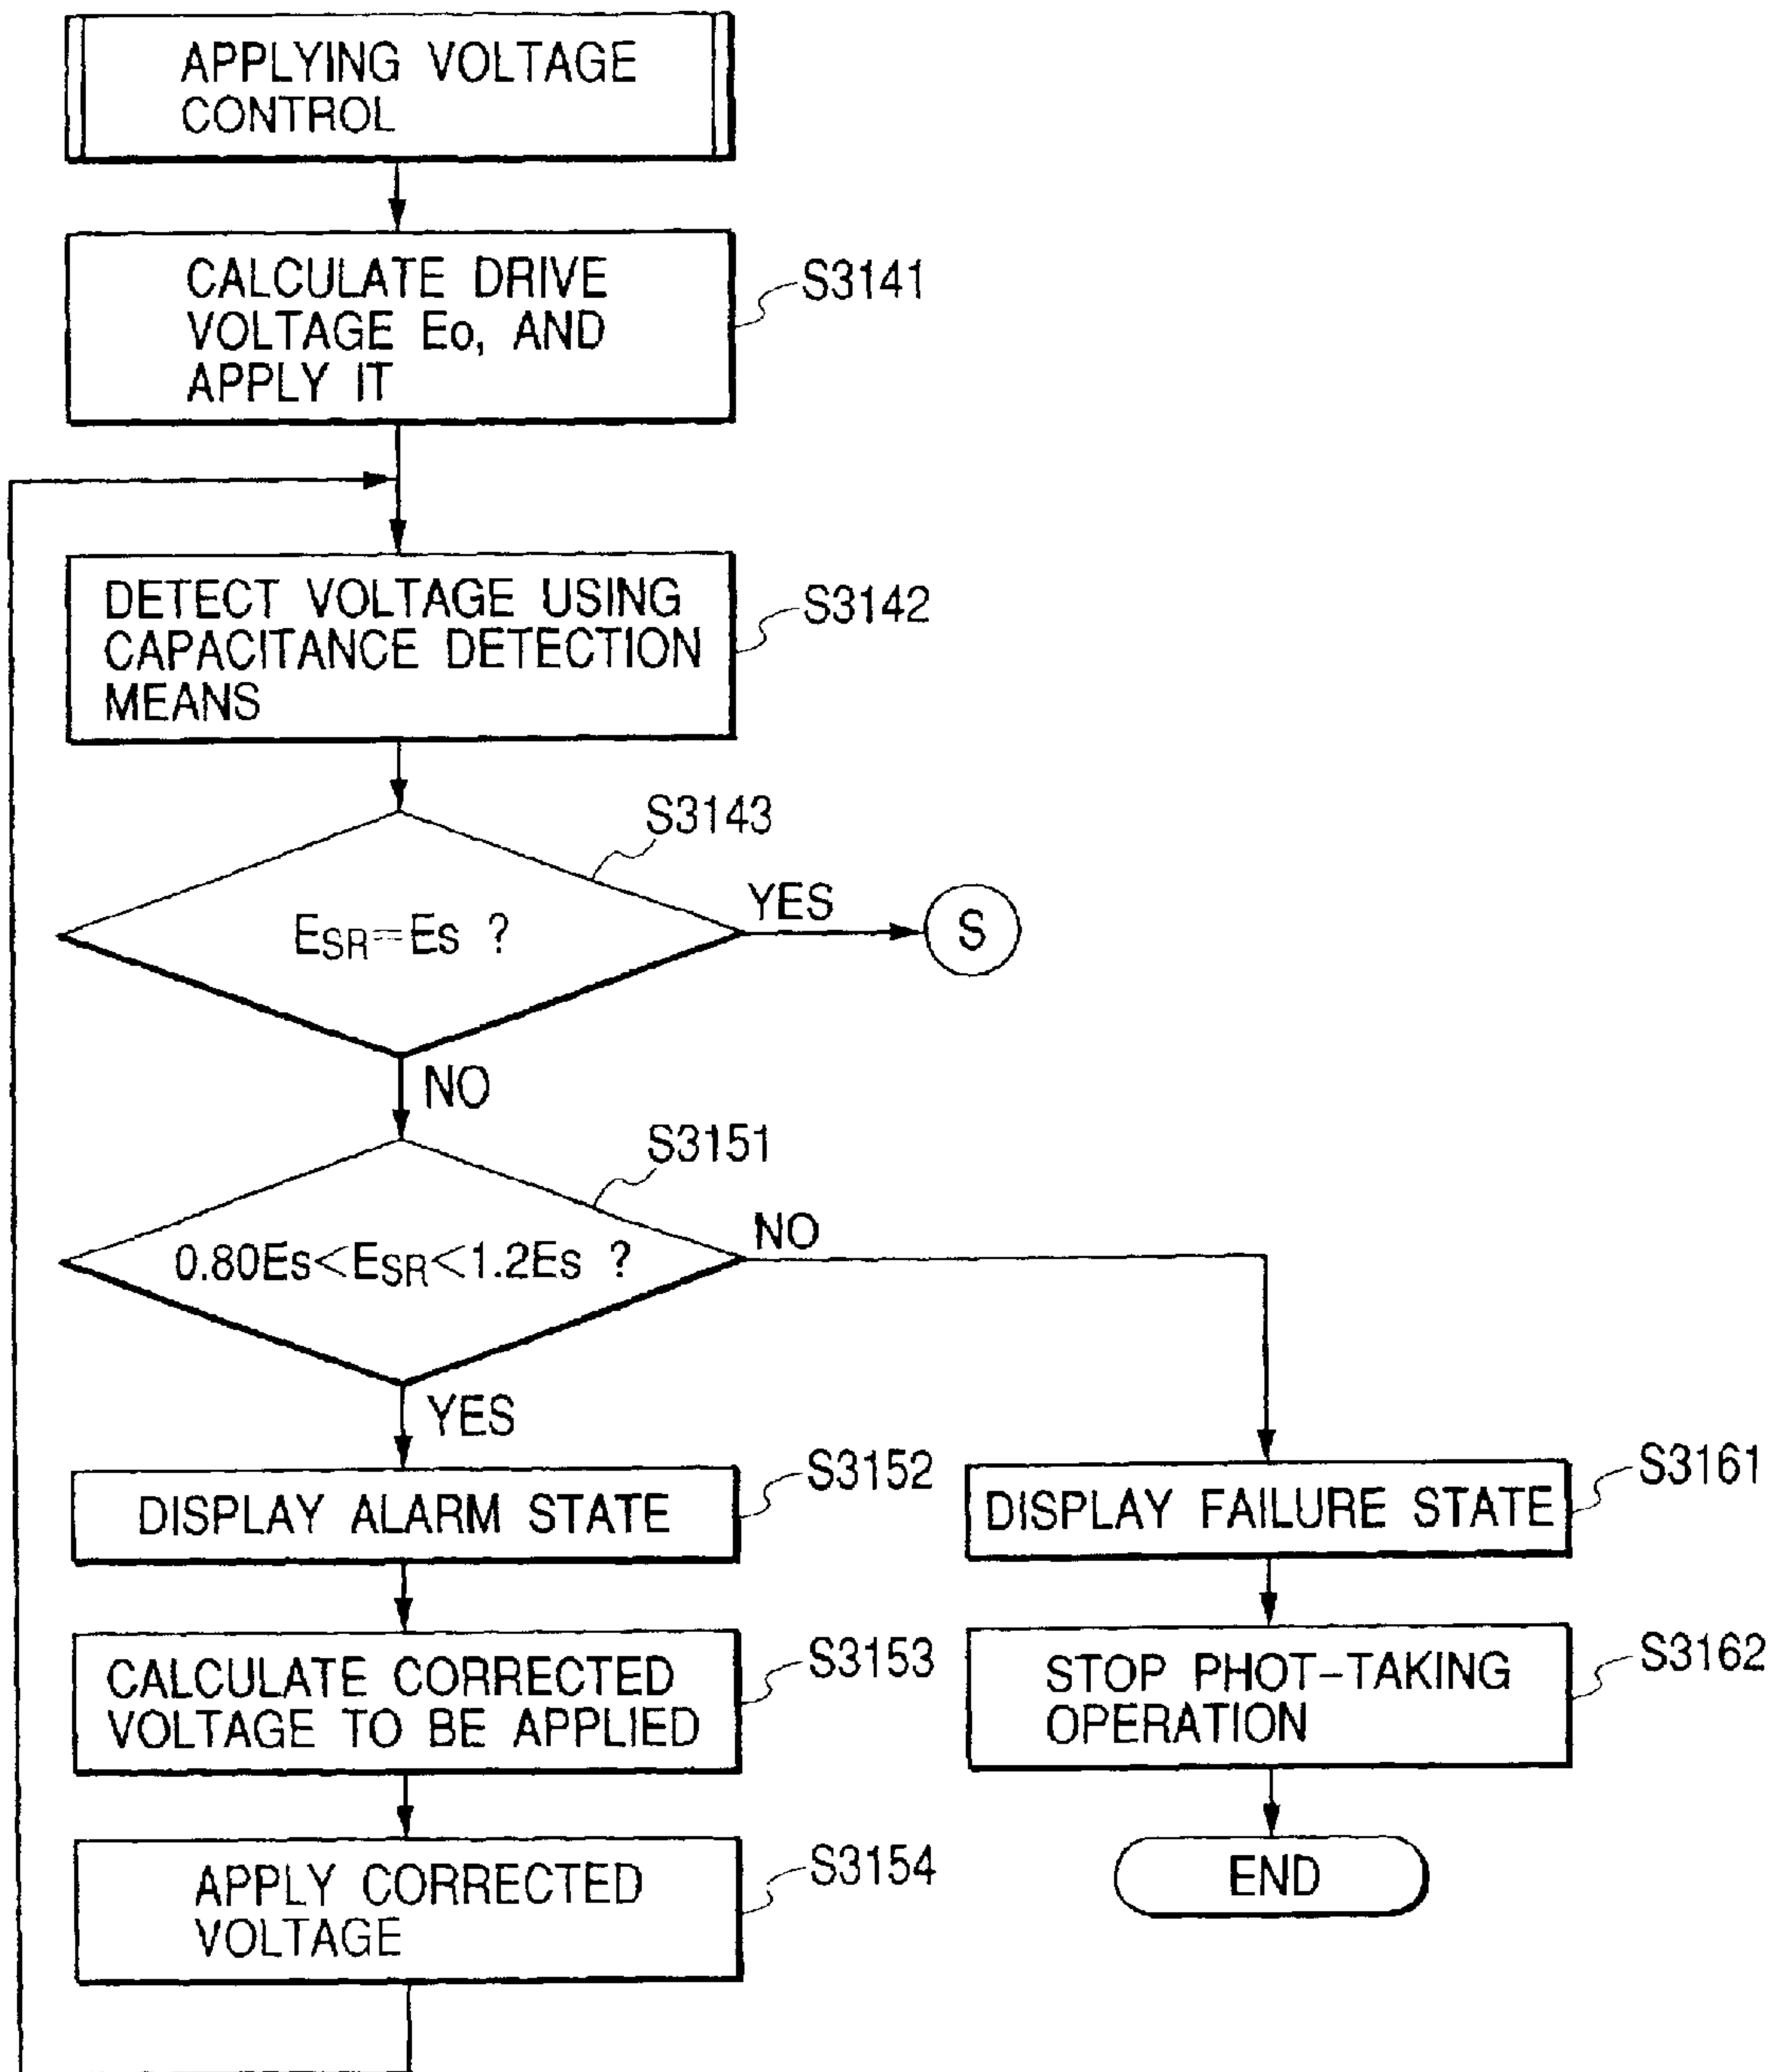 APPLYING VOLTAGE
CONTROL
CALCULATE DRIVE
VOLTAGE Eo, AND
APPLY IT
S3141
DETECT VOLTAGE USING
CAPACITANCE DETECTION
MEANS
S3142
S3143
ESR=Es ?
YES
S
NO
S3151
0.80Es<ESR<1.2Es ?
NO
YES
S3152
DISPLAY ALARM STATE
S3161
DISPLAY FAILURE STATE
S3153
CALCULATE CORRECTED
VOLTAGE TO BE APPLIED
S3162
STOP PHOT-TAKING
OPERATION
S3154
APPLY CORRECTED
VOLTAGE
END